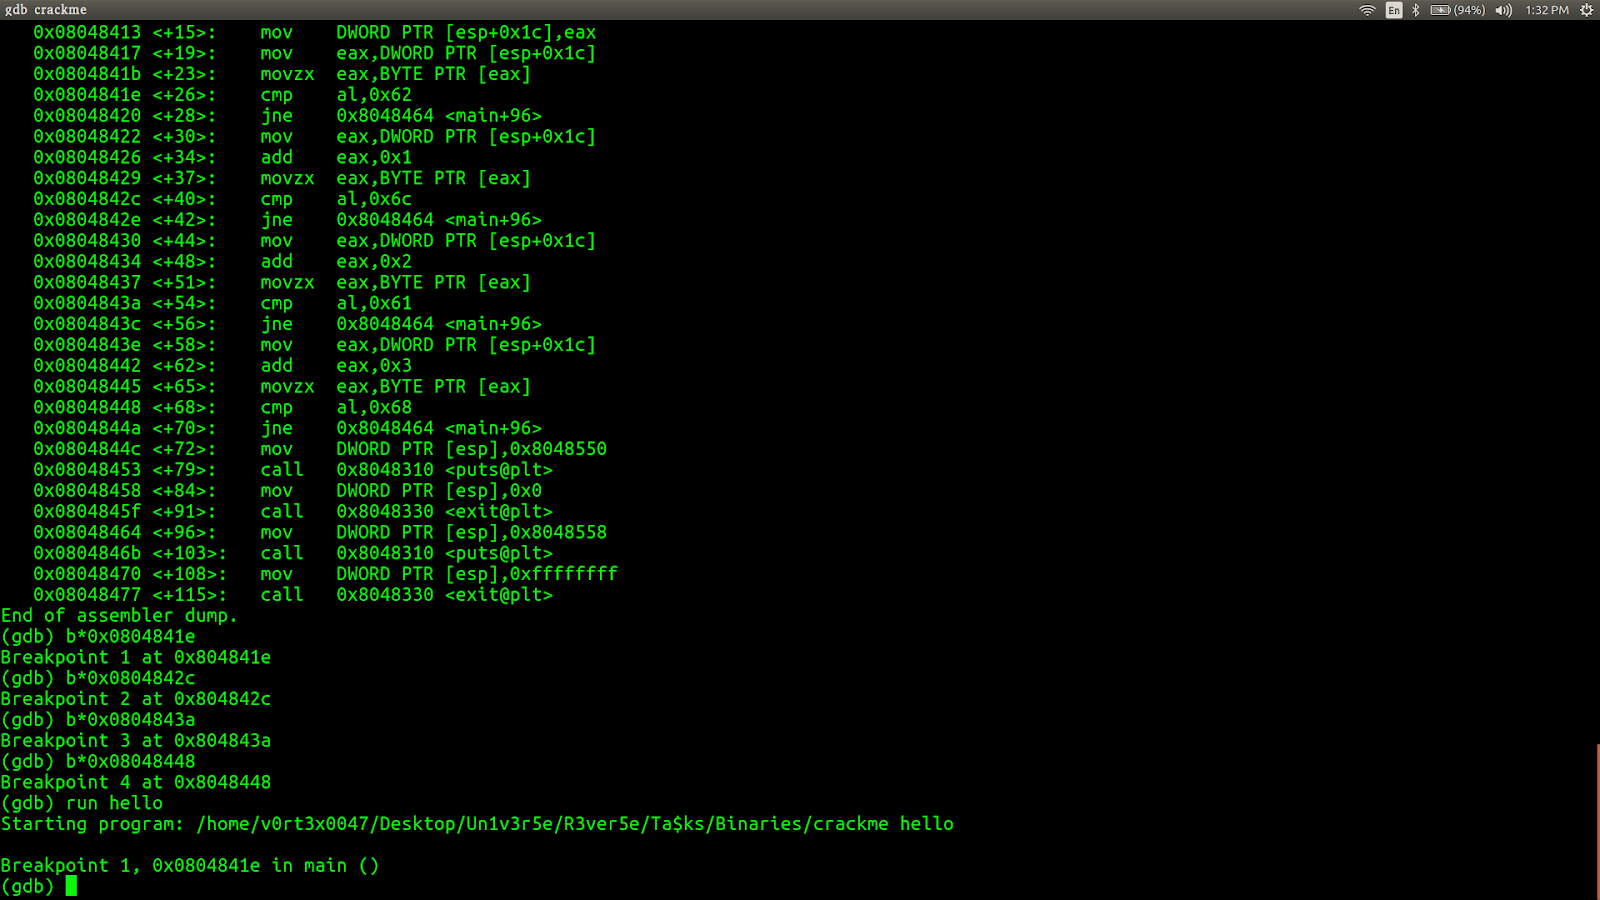 gdb crackme En (94%) 1:32 PM
0x08048413 <+15>: mov DWORD PTR [esp+0x1c],eax
0x08048417 <+19>: mov eax,DWORD PTR [esp+0x1c]
0x0804841b <+23>: movzx eax,BYTE PTR [eax]
0x0804841e <+26>: cmp al,0x62
0x08048420 <+28>: jne 0x8048464 <main+96>
0x08048422 <+30>: mov eax,DWORD PTR [esp+0x1c]
0x08048426 <+34>: add eax,0x1
0x08048429 <+37>: movzx eax,BYTE PTR [eax]
0x0804842c <+40>: cmp al,0x6c
0x0804842e <+42>: jne 0x8048464 <main+96>
0x08048430 <+44>: mov eax,DWORD PTR [esp+0x1c]
0x08048434 <+48>: add eax,0x2
0x08048437 <+51>: movzx eax,BYTE PTR [eax]
0x0804843a <+54>: cmp al,0x61
0x0804843c <+56>: jne 0x8048464 <main+96>
0x0804843e <+58>: mov eax,DWORD PTR [esp+0x1c]
0x08048442 <+62>: add eax,0x3
0x08048445 <+65>: movzx eax,BYTE PTR [eax]
0x08048448 <+68>: cmp al,0x68
0x0804844a <+70>: jne 0x8048464 <main+96>
0x0804844c <+72>: mov DWORD PTR [esp],0x8048550
0x08048453 <+79>: call 0x8048310 <puts@plt>
0x08048458 <+84>: mov DWORD PTR [esp],0x0
0x0804845f <+91>: call 0x8048330 <exit@plt>
0x08048464 <+96>: mov DWORD PTR [esp],0x8048558
0x0804846b <+103>: call 0x8048310 <puts@plt>
0x08048470 <+108>: mov DWORD PTR [esp],0xffffffff
0x08048477 <+115>: call 0x8048330 <exit@plt>
End of assembler dump.
(gdb) b*0x0804841e
Breakpoint 1 at 0x804841e
(gdb) b*0x0804842c
Breakpoint 2 at 0x804842c
(gdb) b*0x0804843a
Breakpoint 3 at 0x804843a
(gdb) b*0x08048448
Breakpoint 4 at 0x8048448
(gdb) run hello
Starting program: /home/v0rt3x0047/Desktop/Un1v3r5e/R3ver5e/Ta$ks/Binaries/crackme hello
Breakpoint 1, 0x0804841e in main ()
(gdb)